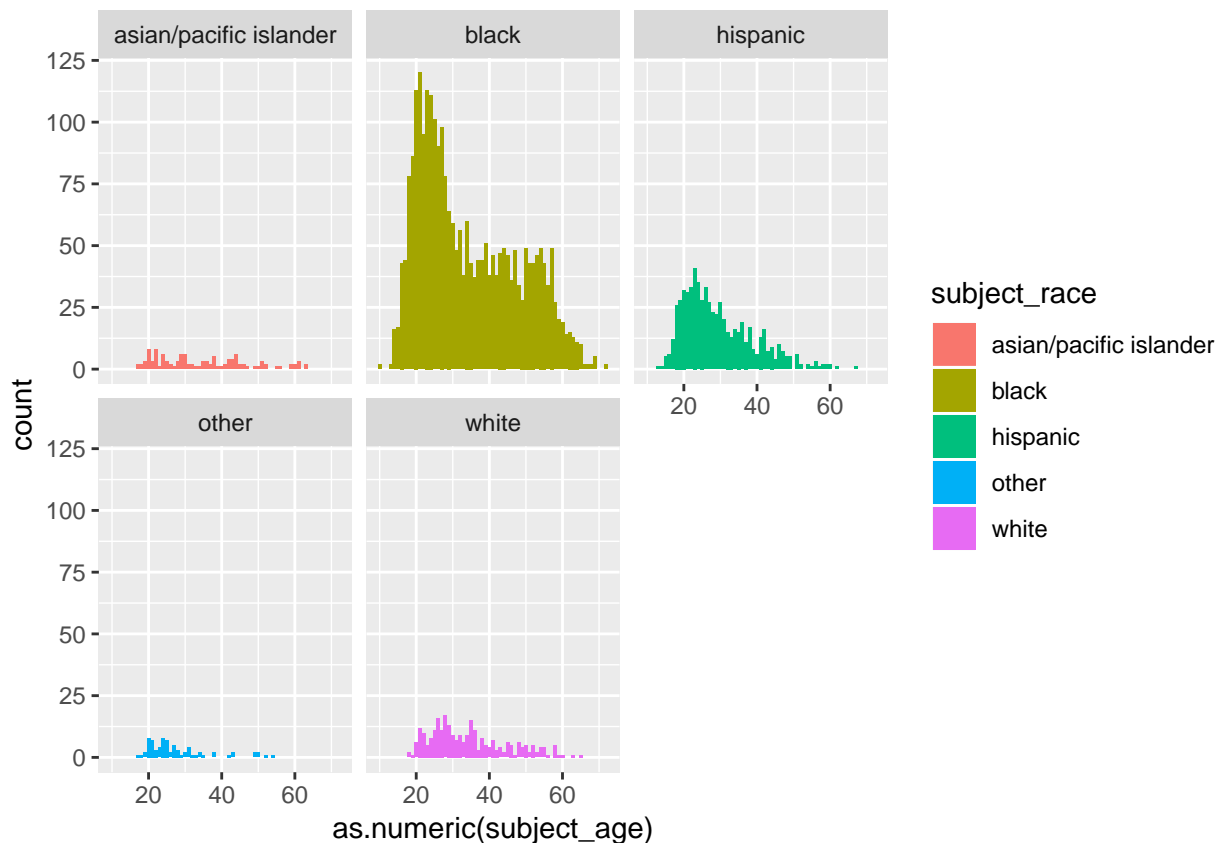 asian/pacific islander
black
hispanic
125
100
75
50
25
0
20 40 60
other
white
125
100
75
50
25
0
20 40 60
20 40 60
count
as.numeric(subject_age)
subject_race
asian/pacific islander
black
hispanic
other
white